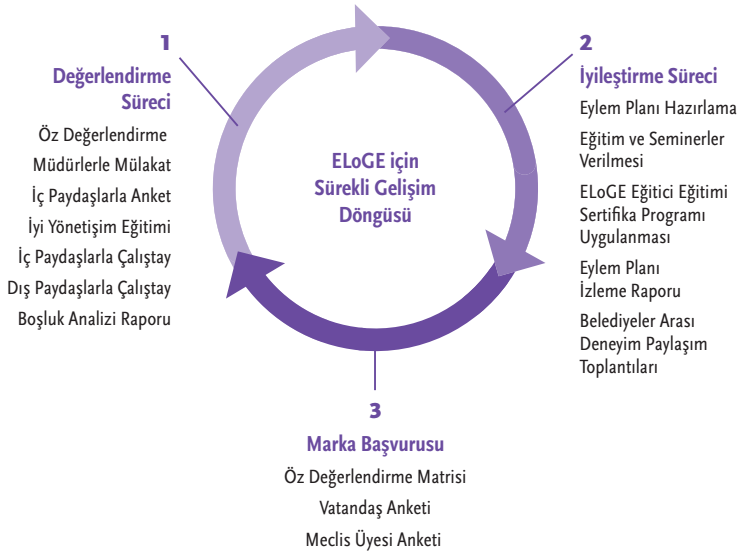 1
Değerlendirme
Süreci
Öz Değerlendirme
Müdürlerle Mülakat
İç Paydaşlarla Anket
İyi Yönetişim Eğitimi
İç Paydaşlarla Çalıştay
Dış Paydaşlarla Çalıştay
Boşluk Analizi Raporu
ELoGE için
Sürekli Gelişim
Döngüsü
2
İyileştirme Süreci
Eylem Planı Hazırlama
Eğitim ve Seminerler
Verilmesi
ELoGE Eğitici Eğitimi
Sertifika Programı
Uygulanması
Eylem Planı
İzleme Raporu
Belediyeler Arası
Deneyim Paylaşım
Toplantıları
3
Marka Başvurusu
Öz Değerlendirme Matrisi
Vatandaş Anketi
Meclis Üyesi Anketi